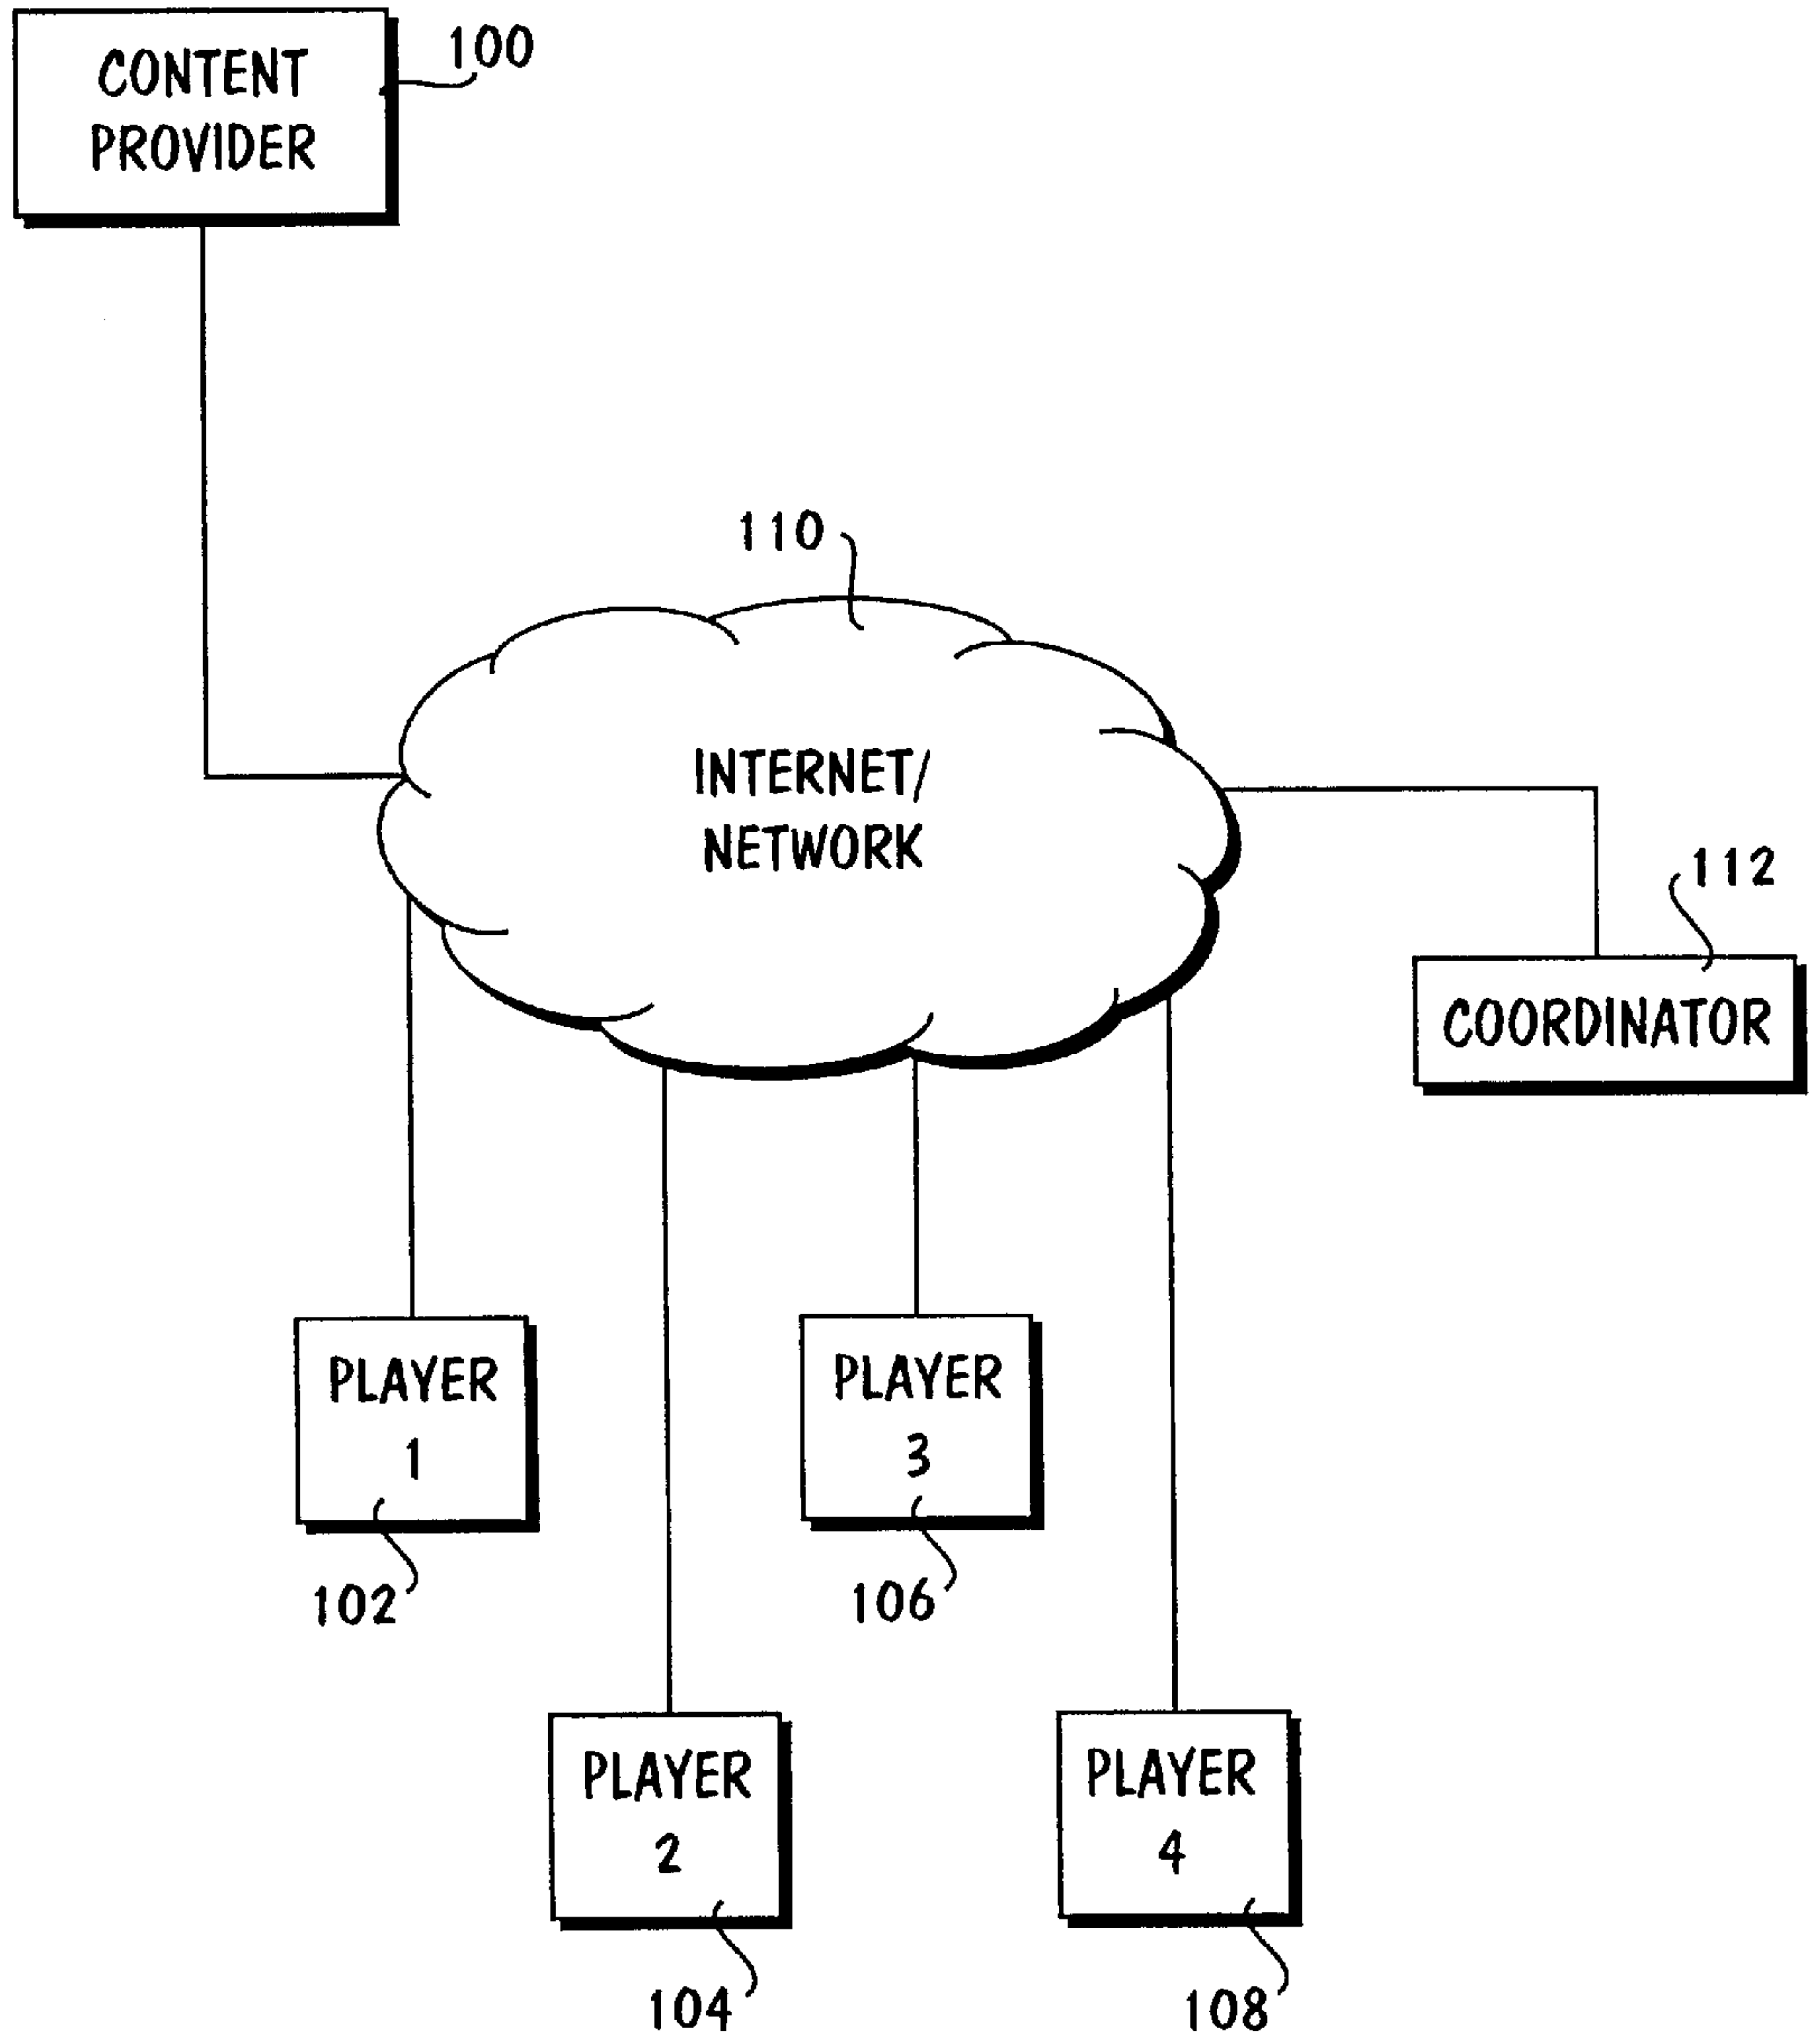 100
CONTENT
PROVIDER
110
INTERNET/
NETWORK
112
COORDINATOR
PLAYER
1
102
PLAYER
3
106
PLAYER
2
104
PLAYER
4
108